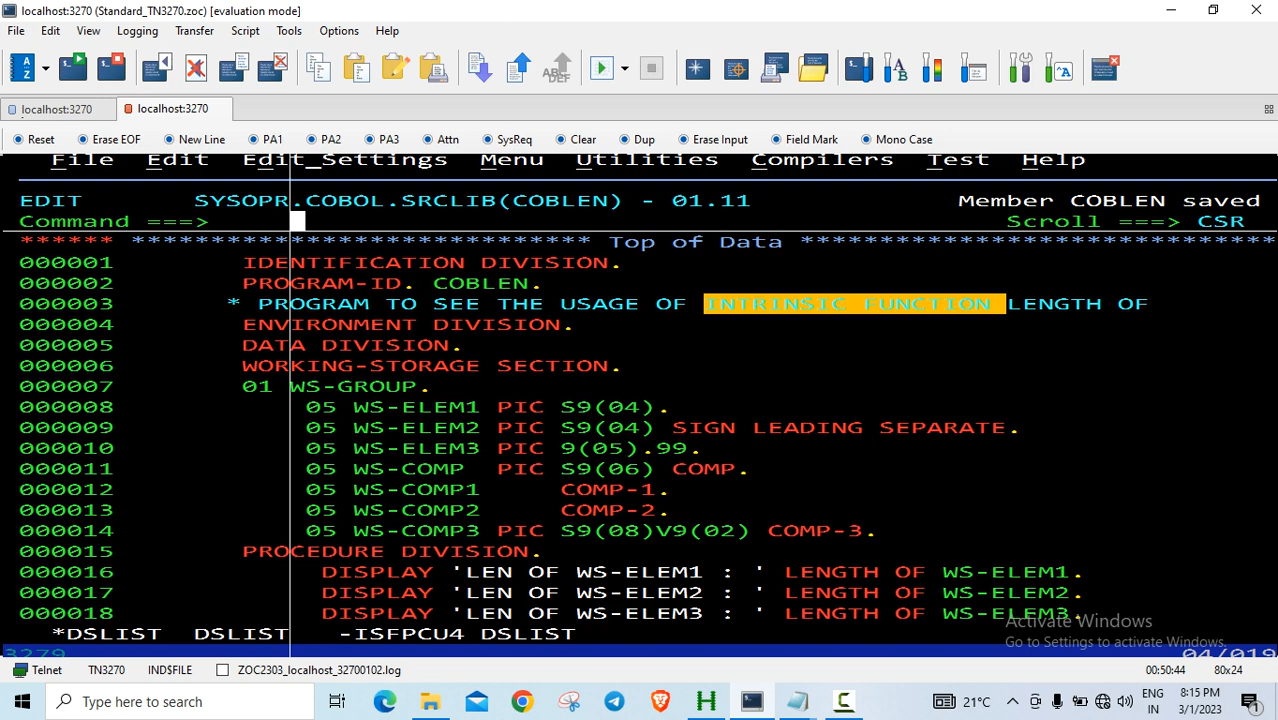 localhost:3270 (Standard_TN3270.zoc) [evaluation mode]
File Edit View Logging Transfer Script Tools Options Help
localhost:3270 localhost:3270
Reset Erase EOF New Line PA1 PA2 PA3 Attn SysReq Clear Dup Erase Input Field Mark Mono Case
File Edit Edit_Settings Menu Utilities Compilers Test Help
EDIT SYSOPR.COBOL.SRCLIB(COBLEN) - 01.11 Member COBLEN saved
Command ===> Scroll ===> CSR
****** ***************************** Top of Data ******************************
000001 IDENTIFICATION DIVISION.
000002 PROGRAM-ID. COBLEN.
000003 * PROGRAM TO SEE THE USAGE OF INTRINSIC FUNCTION LENGTH OF
000004 ENVIRONMENT DIVISION.
000005 DATA DIVISION.
000006 WORKING-STORAGE SECTION.
000007 01 WS-GROUP.
000008 05 WS-ELEM1 PIC S9(04).
000009 05 WS-ELEM2 PIC S9(04) SIGN LEADING SEPARATE.
000010 05 WS-ELEM3 PIC 9(05).99.
000011 05 WS-COMP PIC S9(06) COMP.
000012 05 WS-COMP1 COMP-1.
000013 05 WS-COMP2 COMP-2.
000014 05 WS-COMP3 PIC S9(08)V9(02) COMP-3.
000015 PROCEDURE DIVISION.
000016 DISPLAY 'LEN OF WS-ELEM1 : ' LENGTH OF WS-ELEM1.
000017 DISPLAY 'LEN OF WS-ELEM2 : ' LENGTH OF WS-ELEM2.
000018 DISPLAY 'LEN OF WS-ELEM3 : ' LENGTH OF WS-ELEM3.
Activate Windows
Go to Settings to activate Windows.
*DSLIST DSLIST -ISFPCU4 DSLIST
3279 04/019
Telnet TN3270 IND$FILE ZOC2303_localhost_32700102.log 00:50:44 80x24
Type here to search 21°C ENG 8:15 PM
IN 3/1/2023